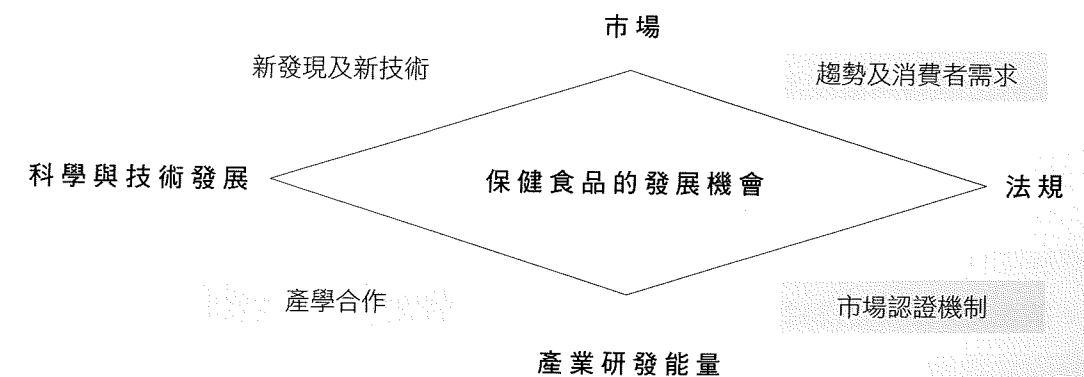 市場
新發現及新技術
趨勢及消費者需求
科學與技術發展
保健食品的發展機會
法規
產學合作
市場認證機制
產業研發能量